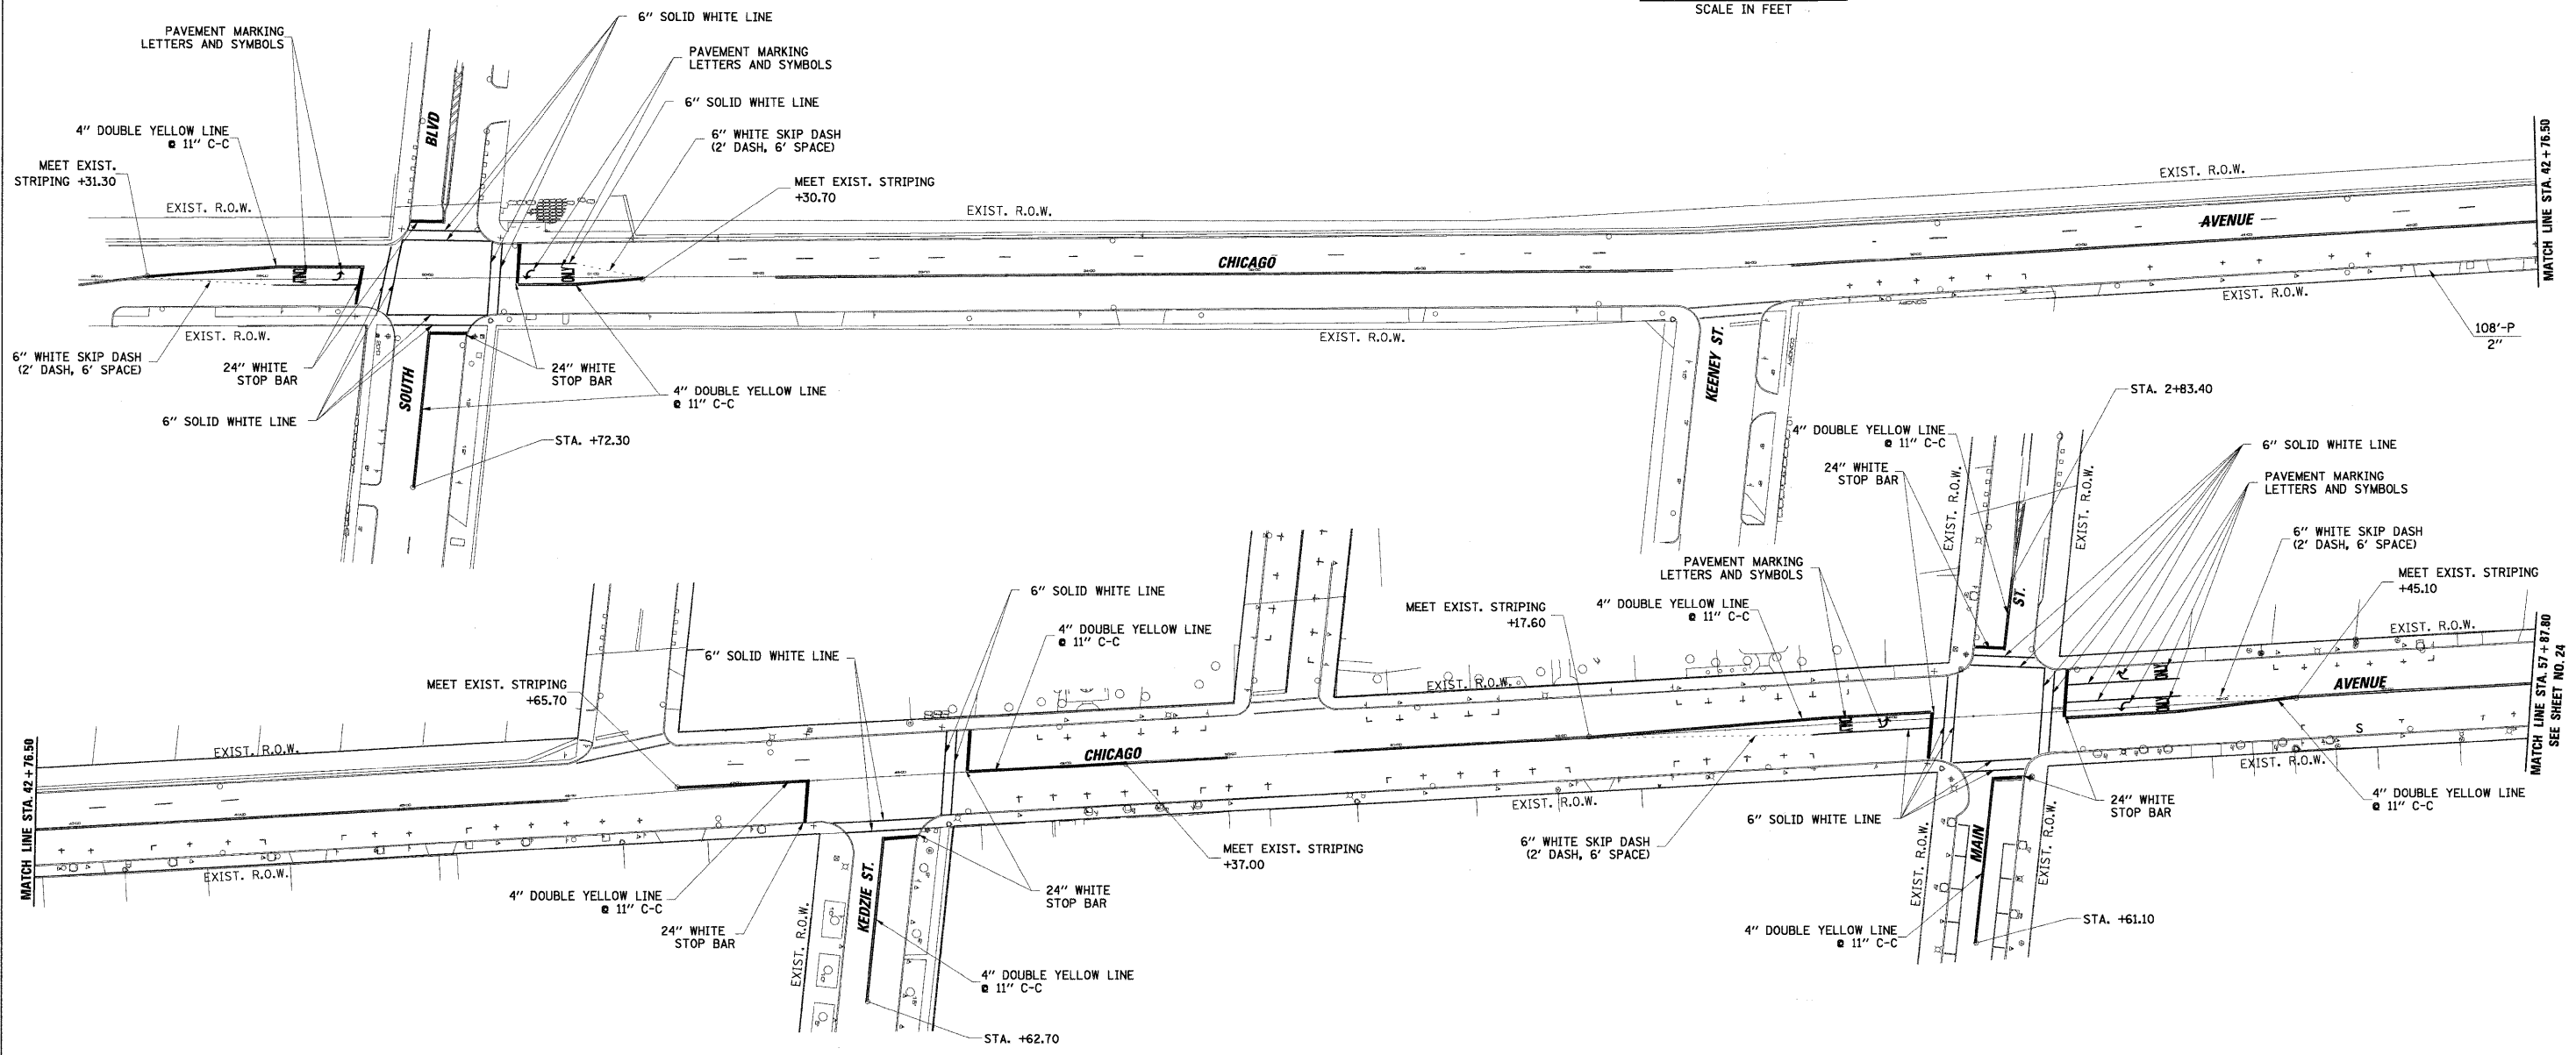 SCALE IN FEET
6" SOLID WHITE LINE
PAVEMENT MARKING
LETTERS AND SYMBOLS
PAVEMENT MARKING
LETTERS AND SYMBOLS
6" SOLID WHITE LINE
4" DOUBLE YELLOW LINE
@ 11" C-C
6" WHITE SKIP DASH
(2' DASH, 6' SPACE)
MEET EXIST.
STRIPING +31.30
MEET EXIST. STRIPING
+30.70
BLVD
EXIST. R.O.W.
EXIST. R.O.W.
EXIST. R.O.W.
AVENUE
CHICAGO
ONLY
ONLY
MATCH LINE STA. 42+76.50
EXIST. R.O.W.
EXIST. R.O.W.
EXIST. R.O.W.
108'-P
2"
6" WHITE SKIP DASH
(2' DASH, 6' SPACE)
24" WHITE
STOP BAR
24" WHITE
STOP BAR
SOUTH
4" DOUBLE YELLOW LINE
@ 11" C-C
6" SOLID WHITE LINE
STA. +72.30
KEENEY ST.
STA. 2+83.40
4" DOUBLE YELLOW LINE
@ 11" C-C
6" SOLID WHITE LINE
24" WHITE
STOP BAR
PAVEMENT MARKING
LETTERS AND SYMBOLS
EXIST. R.O.W.
EXIST. R.O.W.
6" WHITE SKIP DASH
(2' DASH, 6' SPACE)
PAVEMENT MARKING
LETTERS AND SYMBOLS
MEET EXIST. STRIPING
+45.10
6" SOLID WHITE LINE
MEET EXIST. STRIPING
+17.60
4" DOUBLE YELLOW LINE
@ 11" C-C
ST.
4" DOUBLE YELLOW LINE
@ 11" C-C
6" SOLID WHITE LINE
EXIST. R.O.W.
MEET EXIST. STRIPING
+65.70
EXIST. R.O.W.
ONLY
ONLY
AVENUE
ONLY
S
MATCH LINE STA. 57+87.80
SEE SHEET NO. 24
MATCH LINE STA. 42+76.50
EXIST. R.O.W.
CHICAGO
EXIST. R.O.W.
EXIST. R.O.W.
EXIST. R.O.W.
4" DOUBLE YELLOW LINE
@ 11" C-C
24" WHITE
STOP BAR
6" SOLID WHITE LINE
6" WHITE SKIP DASH
(2' DASH, 6' SPACE)
MEET EXIST. STRIPING
+37.00
MAIN
EXIST. R.O.W.
EXIST. R.O.W.
4" DOUBLE YELLOW LINE
@ 11" C-C
24" WHITE
STOP BAR
24" WHITE
STOP BAR
KEDZIE ST.
EXIST. R.O.W.
STA. +61.10
4" DOUBLE YELLOW LINE
@ 11" C-C
4" DOUBLE YELLOW LINE
@ 11" C-C
STA. +62.70